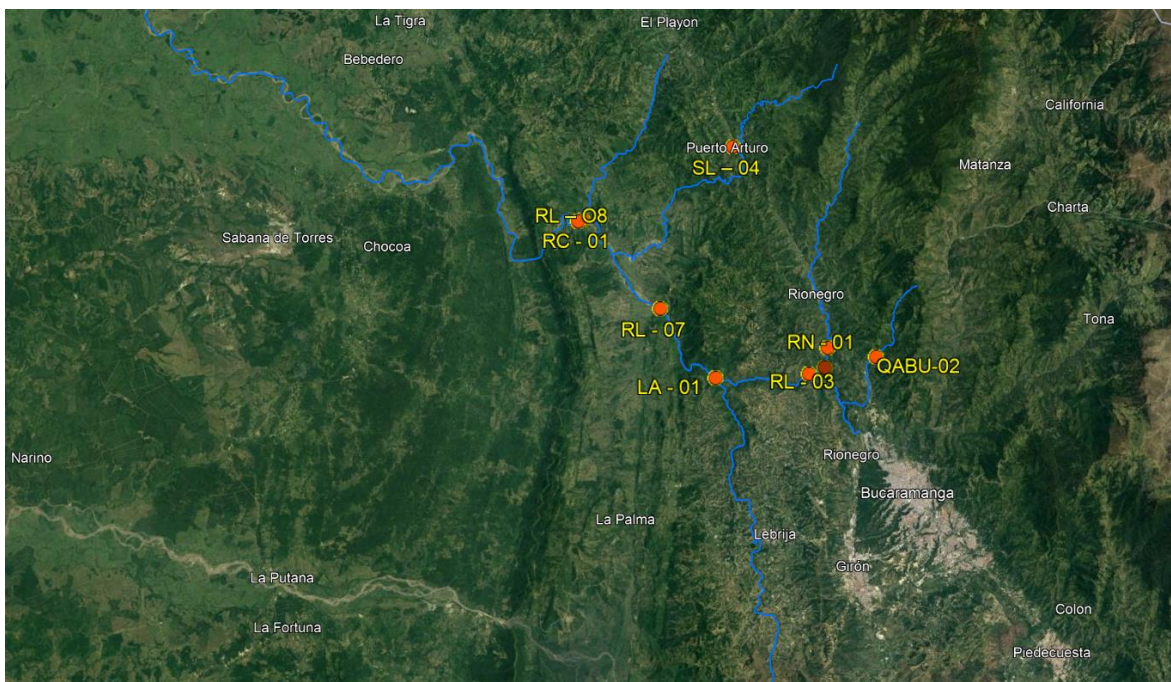 La Tigra
El Playon
Bebedero
California
Puerto Arturo
SL – 04
Matanza
Charta
RL – O8
RC - 01
Sabana de Torres
Chocoa
Rionegro
Tona
RL - 07
RN - 01
QABU-02
LA - 01
RL - 03
Narino
Rionegro
Bucaramanga
La Palma
Lebrija
Girón
La Putana
La Fortuna
Colon
Piedecuesta